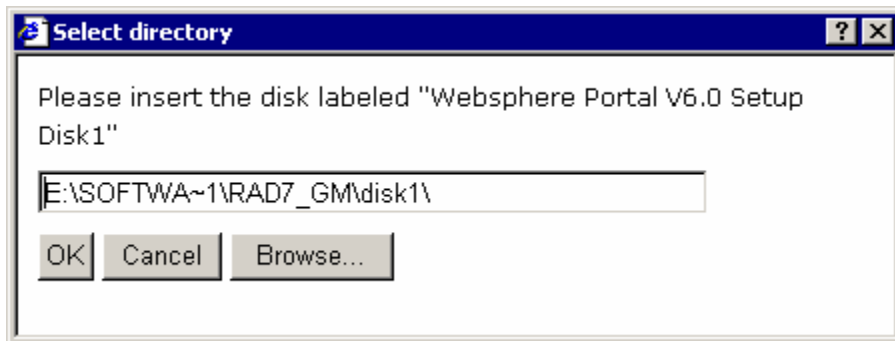 Select directory
Please insert the disk labeled "Websphere Portal V6.0 Setup
Disk1"
E:\SOFTWA~1\RAD7_GM\disk1\
OK Cancel Browse...